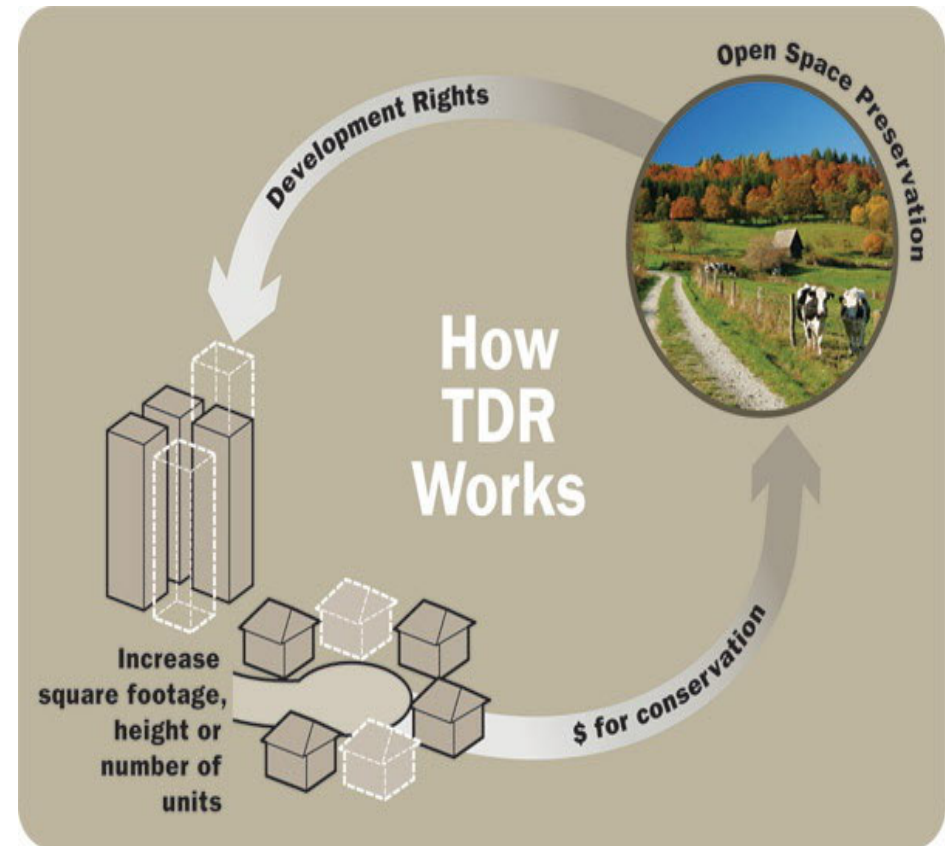 Open Space Preservation
Development Rights
How
TDR
Works
Increase
square footage,
height or
number of
units
$ for conservation